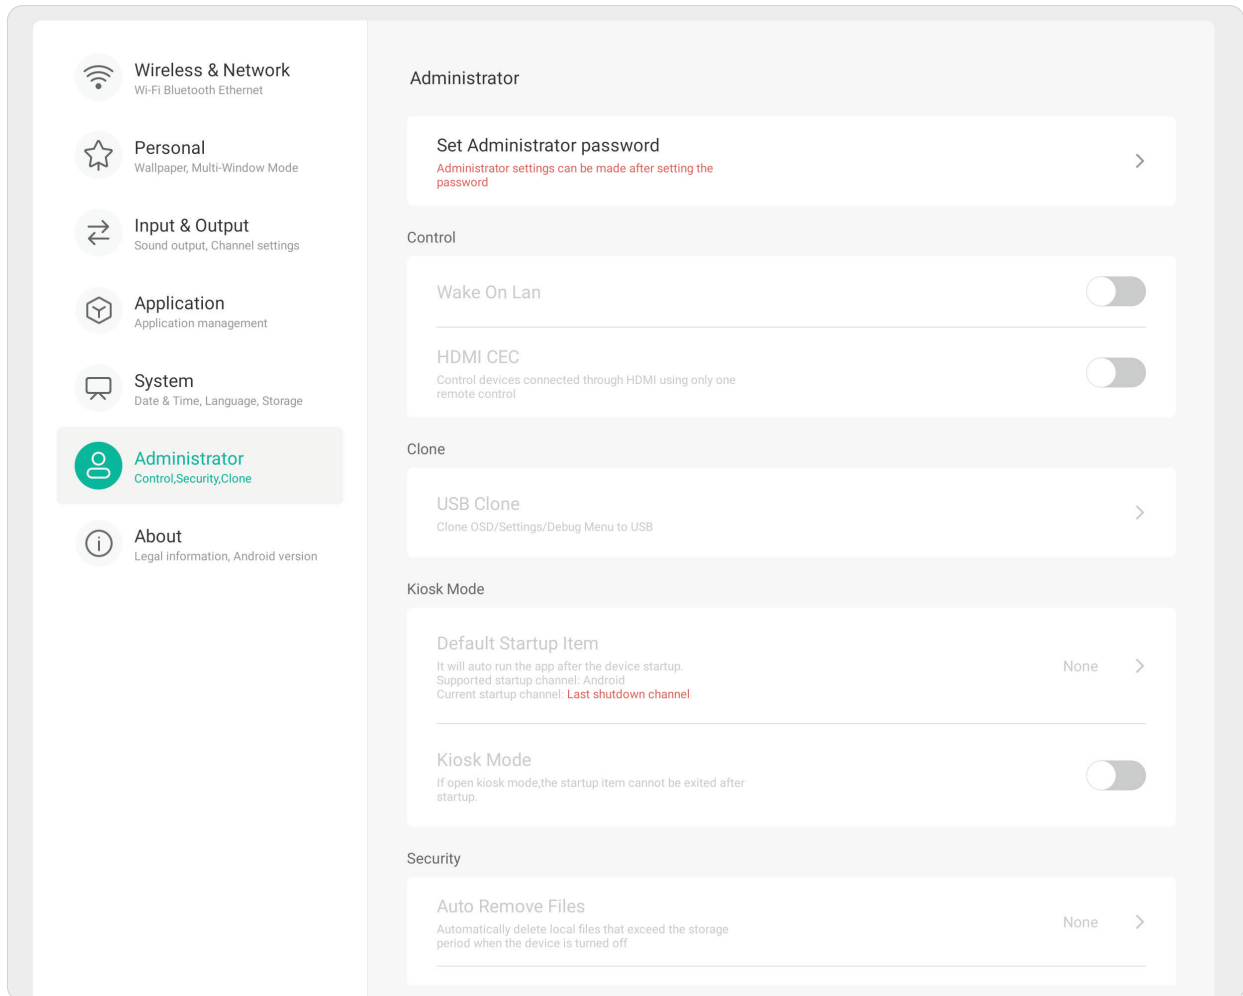 Wireless & Network
Wi-Fi Bluetooth Ethernet
Personal
Wallpaper, Multi-Window Mode
Input & Output
Sound output, Channel settings
Application
Application management
System
Date & Time, Language, Storage
Administrator
Control,Security,Clone
About
Legal information, Android version
Administrator
Set Administrator password
Administrator settings can be made after setting the
password
Control
Wake On Lan
HDMI CEC
Control devices connected through HDMI using only one
remote control
Clone
USB Clone
Clone OSD/Settings/Debug Menu to USB
Kiosk Mode
Default Startup Item
It will auto run the app after the device startup.
Supported startup channel: Android
Current startup channel: Last shutdown channel
None
Kiosk Mode
If open kiosk mode,the startup item cannot be exited after
startup.
Security
Auto Remove Files
Automatically delete local files that exceed the storage
period when the device is turned off
None